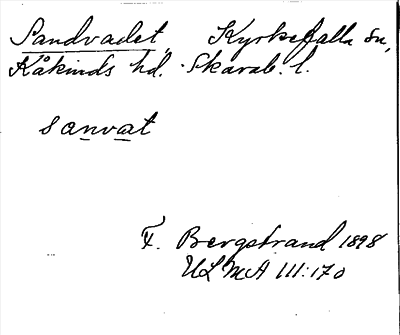 Sandvadet, Kyrkefalla sn,
Kåkinds hd. Skarab. l.
sanvat
F. Bergstrand 1898
ULMA 111:170